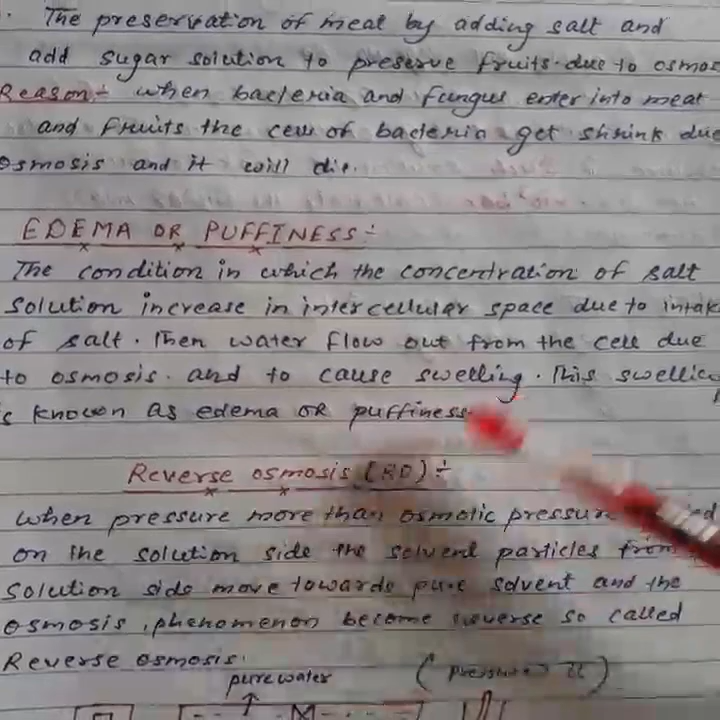 . The preservation of meat by adding salt and
add sugar solution to preserve fruits due to osmos
Reason:- when bacteria and fungus enter into meat
and fruits the cell of bacteria get shrink due
osmosis and it will die.
EDEMA OR PUFFINESS:-
The condition in which the concentration of salt
solution increase in intercellular space due to intak
of salt. Then water flow out from the cell due
to osmosis. and to cause swelling. This swelling
is known as edema OR puffiness
Reverse osmosis (RO):-
when pressure more than osmotic pressure
on the solution side the solvent particles from
solution side move towards pure solvent and the
osmosis, phenomenon become reverse so called
Reverse osmosis.
pure water (Pressure > )